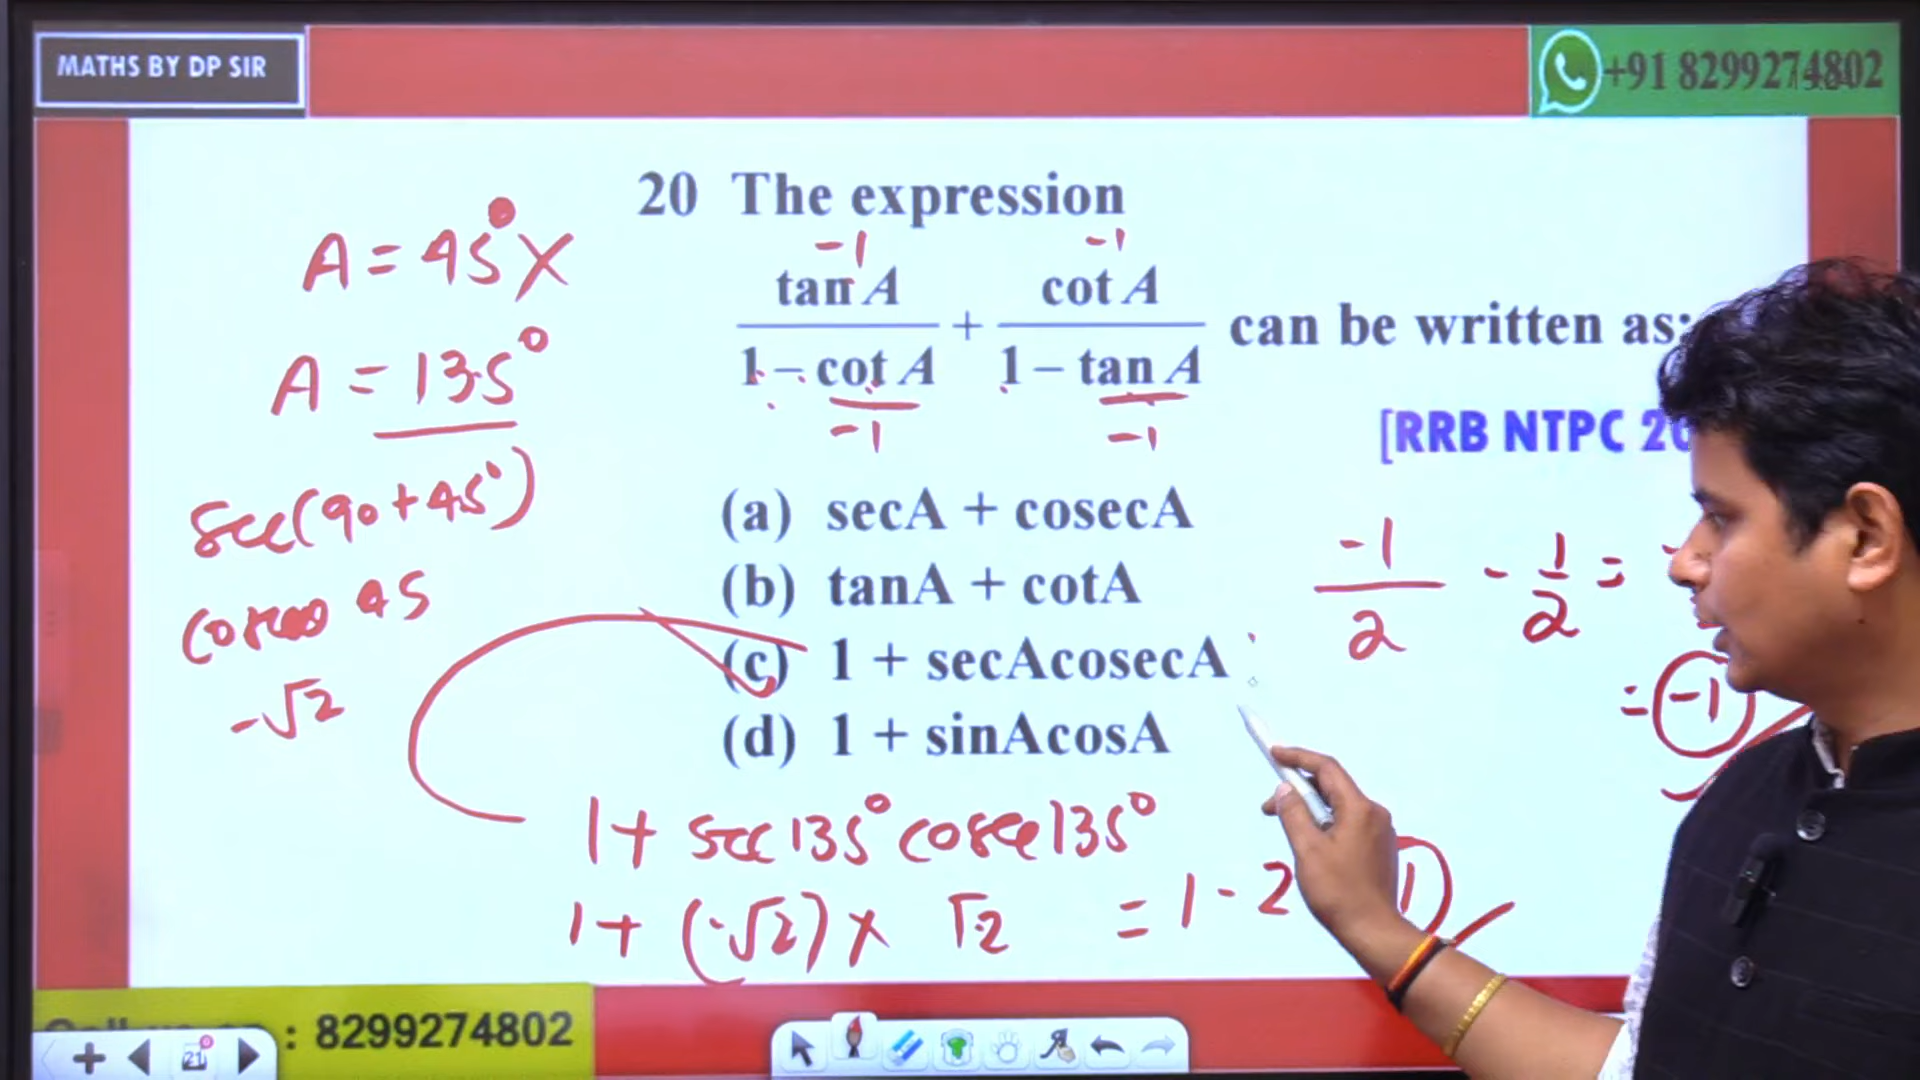 MATHS BY DP SIR
+91 8299274802
20 The expression
-1 -1
tan A / 1 – cot A + cot A / 1 – tan A can be written as:
-1 -1
[RRB NTPC 20
(a) secA + cosecA
(b) tanA + cotA
(c) 1 + secAcosecA
(d) 1 + sinAcosA
A = 45° X
A = 135°
sec(90+45°)
cosec 45
-√2
-1/2 - 1/2 =
= -1
1 + sec135° cosec135°
1 + (-√2) × √2 = 1 - 2
: 8299274802
21